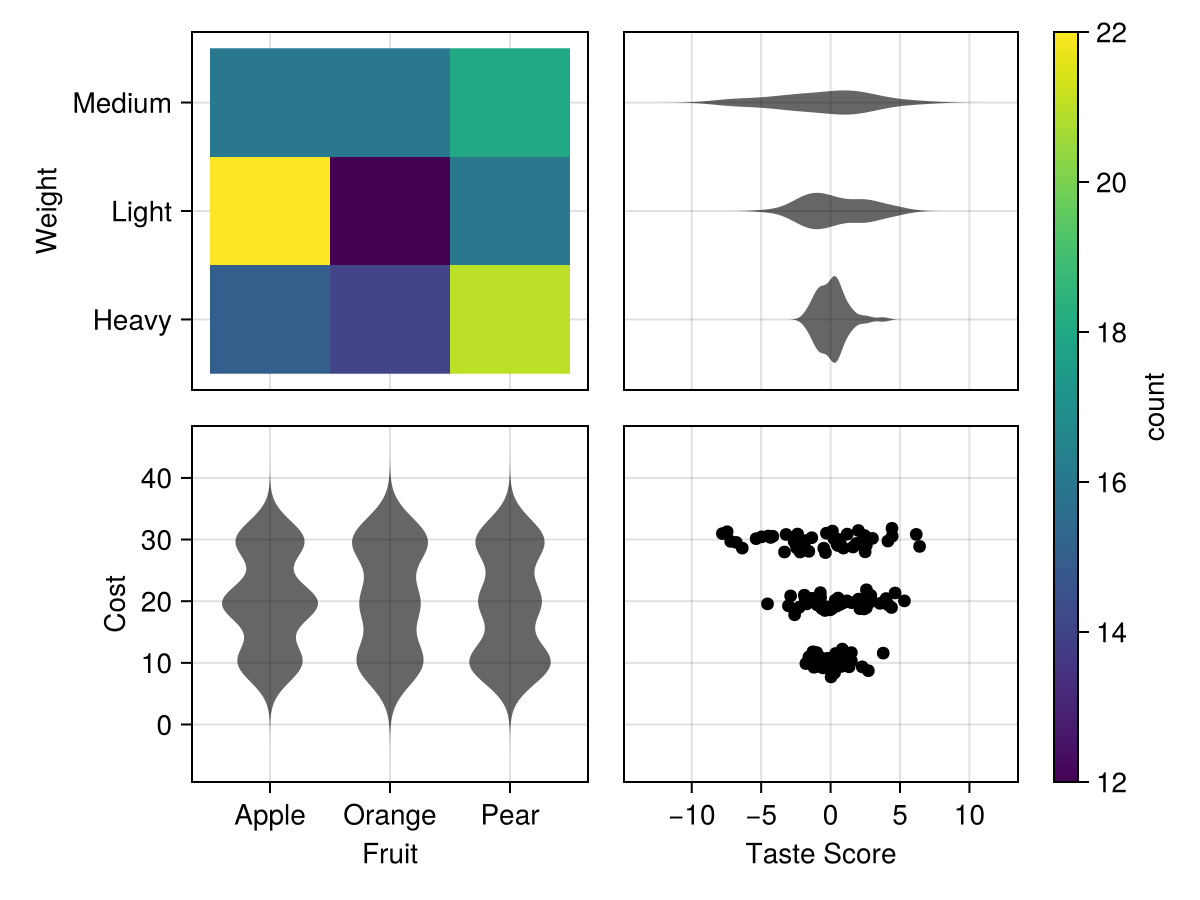 Medium
Light
Heavy
Weight
22
20
18
16
14
12
count
40
30
20
10
0
Cost
Apple Orange Pear
Fruit
−10 −5 0 5 10
Taste Score